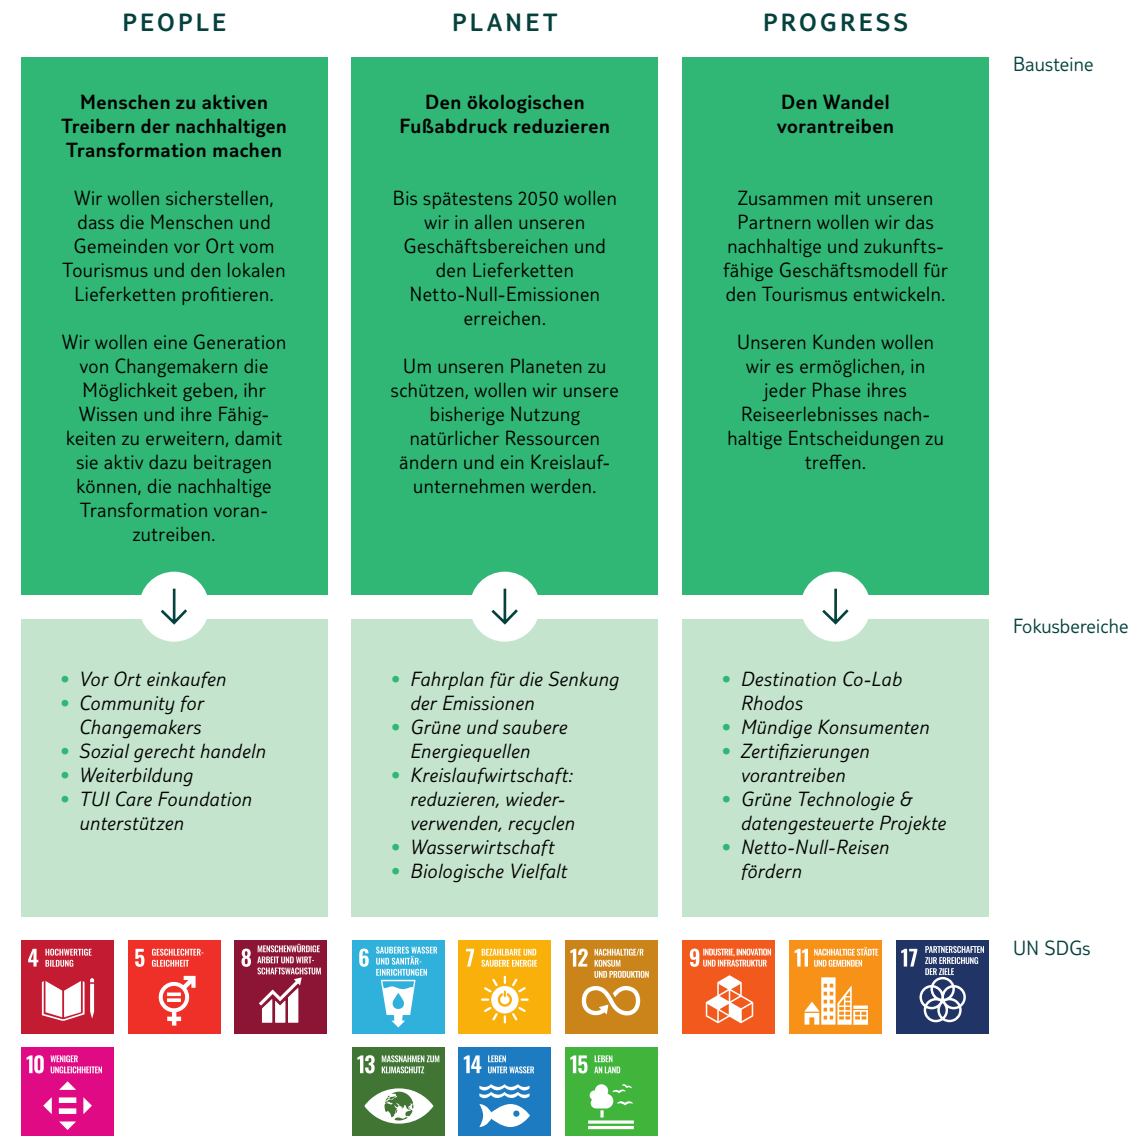 PEOPLE
Menschen zu aktiven
Treibern der nachhaltigen
Transformation machen
Wir wollen sicherstellen,
dass die Menschen und
Gemeinden vor Ort vom
Tourismus und den lokalen
Lieferketten profitieren.
Wir wollen eine Generation
von Changemakern die
Möglichkeit geben, ihr
Wissen und ihre Fähig-
keiten zu erweitern, damit
sie aktiv dazu beitragen
können, die nachhaltige
Transformation voran-
zutreiben.
PLANET
Den ökologischen
Fußabdruck reduzieren
Bis spätestens 2050 wollen
wir in allen unseren
Geschäftsbereichen und
den Lieferketten
Netto-Null-Emissionen
erreichen.
Um unseren Planeten zu
schützen, wollen wir unsere
bisherige Nutzung
natürlicher Ressourcen
ändern und ein Kreislauf-
unternehmen werden.
PROGRESS
Den Wandel
vorantreiben
Zusammen mit unseren
Partnern wollen wir das
nachhaltige und zukunfts-
fähige Geschäftsmodell für
den Tourismus entwickeln.
Unseren Kunden wollen
wir es ermöglichen, in
jeder Phase ihres
Reiseerlebnisses nach-
haltige Entscheidungen zu
treffen.
Bausteine
• Vor Ort einkaufen
• Community for
Changemakers
• Sozial gerecht handeln
• Weiterbildung
• TUI Care Foundation
unterstützen
• Fahrplan für die Senkung
der Emissionen
• Grüne und saubere
Energiequellen
• Kreislaufwirtschaft:
reduzieren, wieder-
verwenden, recyclen
• Wasserwirtschaft
• Biologische Vielfalt
• Destination Co-Lab
Rhodos
• Mündige Konsumenten
• Zertifizierungen
vorantreiben
• Grüne Technologie &
datengesteuerte Projekte
• Netto-Null-Reisen
fördern
Fokusbereiche
4 HOCHWERTIGE
BILDUNG
5 GESCHLECHTER-
GLEICHHEIT
8 MENSCHENWÜRDIGE
ARBEIT UND WIRT-
SCHAFTSWACHSTUM
10 WENIGER
UNGLEICHHEITEN
6 SAUBERES WASSER
UND SANITÄR-
EINRICHTUNGEN
7 BEZAHLBARE UND
SAUBERE ENERGIE
12 NACHHALTIGE/R
KONSUM
UND PRODUKTION
13 MASSNAHMEN ZUM
KLIMASCHUTZ
14 LEBEN
UNTER WASSER
15 LEBEN
AN LAND
9 INDUSTRIE, INNOVATION
UND INFRASTRUKTUR
11 NACHHALTIGE STÄDTE
UND GEMEINDEN
17 PARTNERSCHAFTEN
ZUR ERREICHUNG
DER ZIELE
UN SDGs